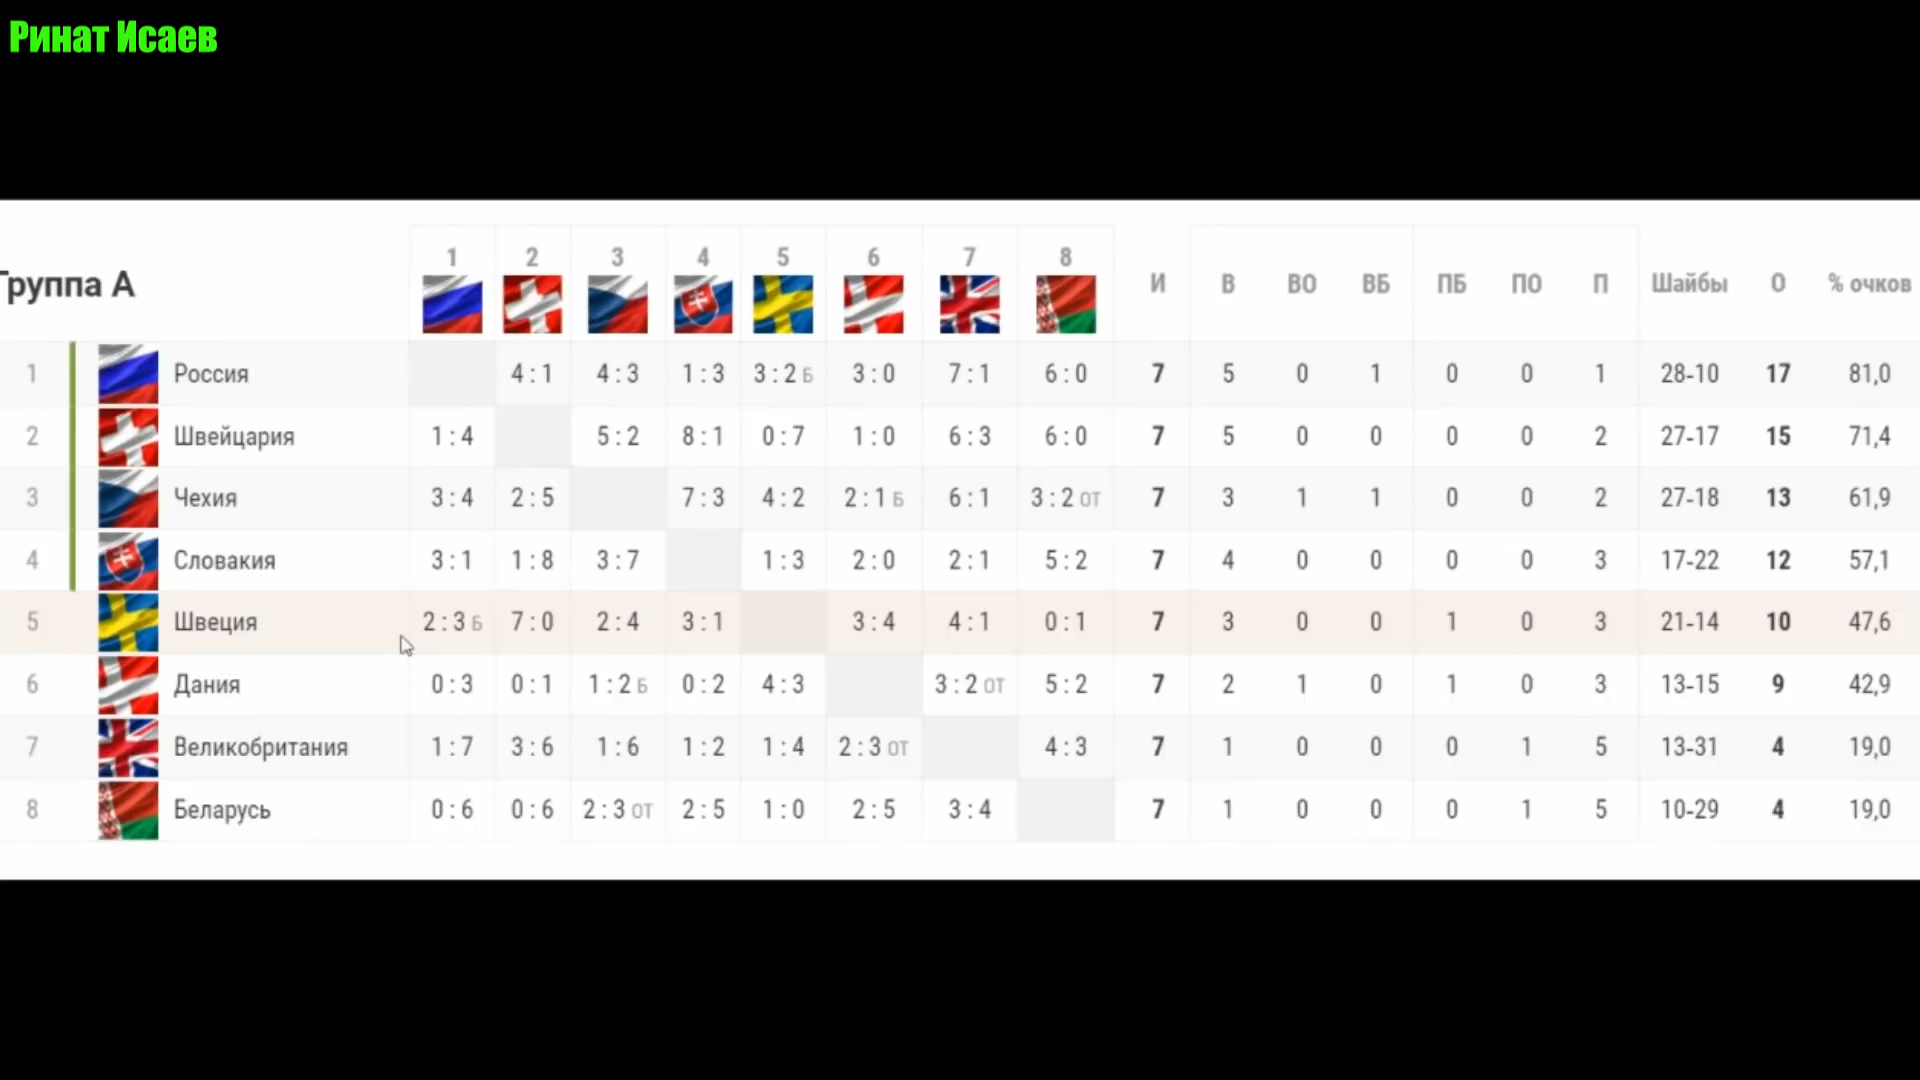 Ринат Исаев
1 2 3 4 5 6 7 8
Группа А И В ВО ВБ ПБ ПО П Шайбы О % очков
1 Россия 4 : 1 4 : 3 1 : 3 3 : 2 Б 3 : 0 7 : 1 6 : 0 7 5 0 1 0 0 1 28-10 17 81,0
2 Швейцария 1 : 4 5 : 2 8 : 1 0 : 7 1 : 0 6 : 3 6 : 0 7 5 0 0 0 0 2 27-17 15 71,4
3 Чехия 3 : 4 2 : 5 7 : 3 4 : 2 2 : 1 Б 6 : 1 3 : 2 ОТ 7 3 1 1 0 0 2 27-18 13 61,9
4 Словакия 3 : 1 1 : 8 3 : 7 1 : 3 2 : 0 2 : 1 5 : 2 7 4 0 0 0 0 3 17-22 12 57,1
5 Швеция 2 : 3 Б 7 : 0 2 : 4 3 : 1 3 : 4 4 : 1 0 : 1 7 3 0 0 1 0 3 21-14 10 47,6
6 Дания 0 : 3 0 : 1 1 : 2 Б 0 : 2 4 : 3 3 : 2 ОТ 5 : 2 7 2 1 0 1 0 3 13-15 9 42,9
7 Великобритания 1 : 7 3 : 6 1 : 6 1 : 2 1 : 4 2 : 3 ОТ 4 : 3 7 1 0 0 0 1 5 13-31 4 19,0
8 Беларусь 0 : 6 0 : 6 2 : 3 ОТ 2 : 5 1 : 0 2 : 5 3 : 4 7 1 0 0 0 1 5 10-29 4 19,0